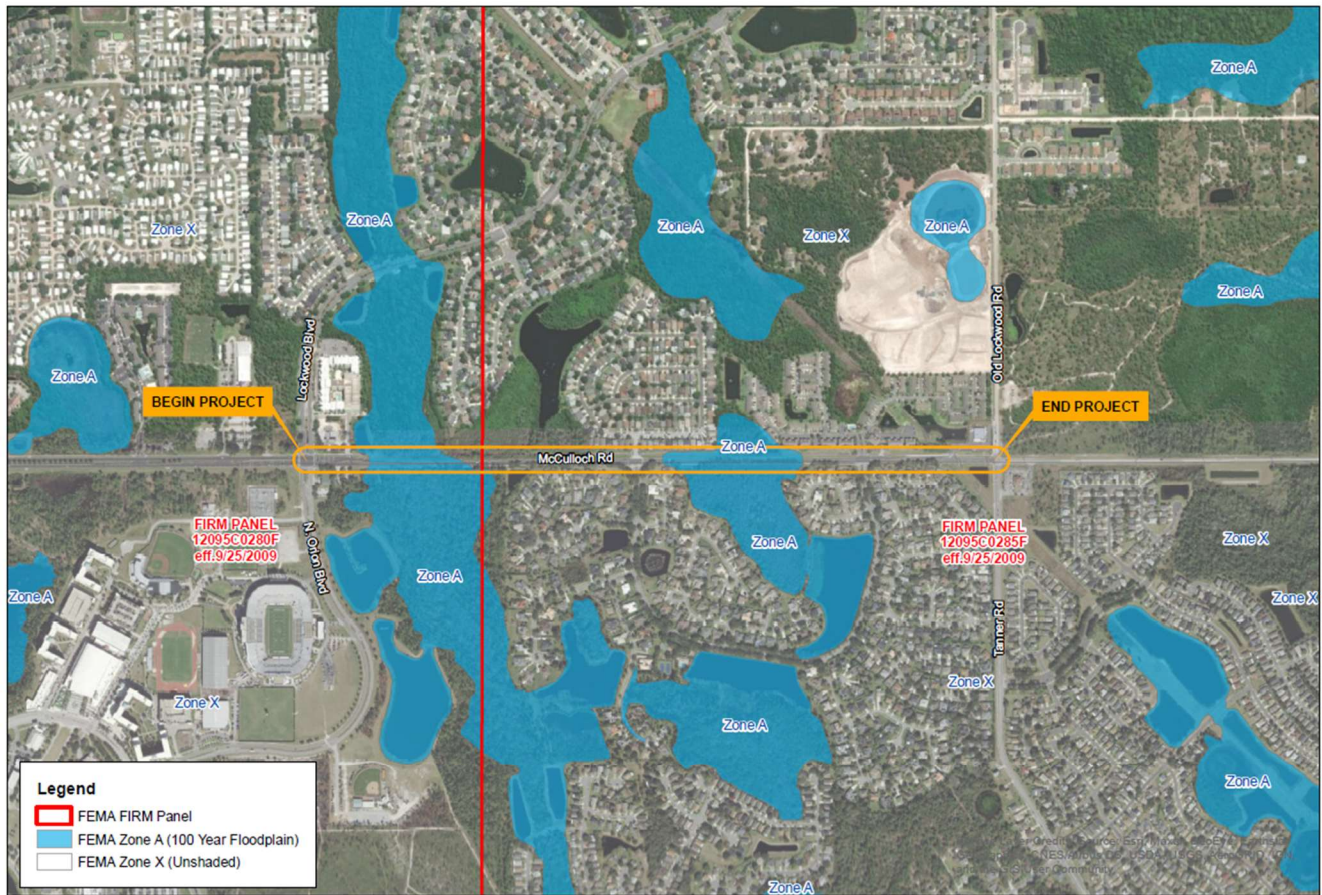 Zone A
Zone A
Zone X
Zone A
Zone X
Zone A
Zone A
Lockwood Blvd
Old Lockwood Rd
Zone A
BEGIN PROJECT
END PROJECT
Zone A
McCulloch Rd
FIRM PANEL
12095C0280F
eff.9/25/2009
FIRM PANEL
12095C0285F
eff.9/25/2009
N. Orion Blvd
Zone A
Zone X
Zone A
Zone A
Zone X
Tanner Rd
Zone X
Zone X
Zone A
Zone A
Zone A
Legend
FEMA FIRM Panel
FEMA Zone A (100 Year Floodplain)
FEMA Zone X (Unshaded)
User Community